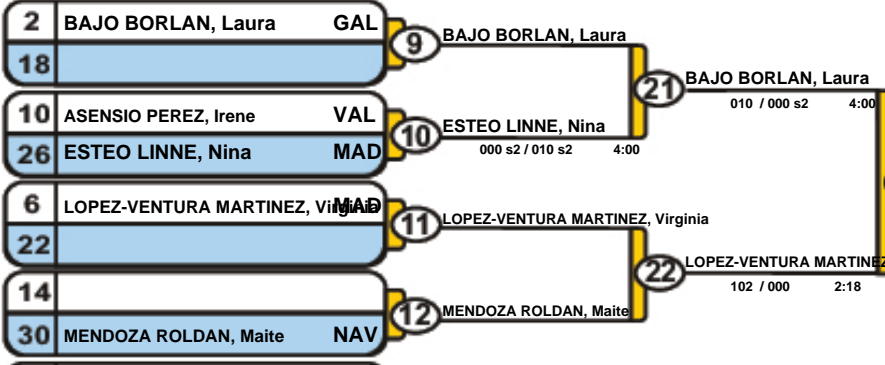 2 BAJO BORLAN, Laura GAL
18
9 BAJO BORLAN, Laura
10 ASENSIO PEREZ, Irene VAL
26 ESTEO LINNE, Nina MAD
10 ESTEO LINNE, Nina
000 s2 / 010 s2 4:00
21 BAJO BORLAN, Laura
010 / 000 s2 4:00
6 LOPEZ-VENTURA MARTINEZ, Virginia MAD
22
11 LOPEZ-VENTURA MARTINEZ, Virginia
14
30 MENDOZA ROLDAN, Maite NAV
12 MENDOZA ROLDAN, Maite
22 LOPEZ-VENTURA MARTINEZ
102 / 000 2:18